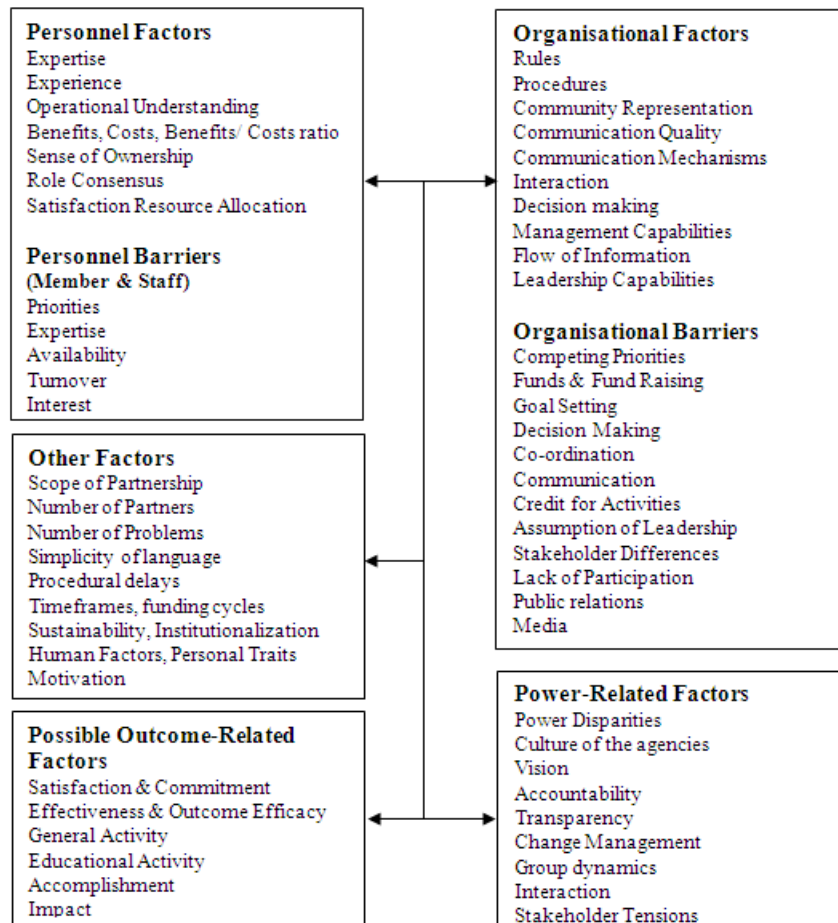 Personnel Factors
Expertise
Experience
Operational Understanding
Benefits, Costs, Benefits/ Costs ratio
Sense of Ownership
Role Consensus
Satisfaction Resource Allocation
Personnel Barriers
(Member & Staff)
Priorities
Expertise
Availability
Turnover
Interest
Other Factors
Scope of Partnership
Number of Partners
Number of Problems
Simplicity of language
Procedural delays
Timeframes, funding cycles
Sustainability, Institutionalization
Human Factors, Personal Traits
Motivation
Possible Outcome-Related
Factors
Satisfaction & Commitment
Effectiveness & Outcome Efficacy
General Activity
Educational Activity
Accomplishment
Impact
Organisational Factors
Rules
Procedures
Community Representation
Communication Quality
Communication Mechanisms
Interaction
Decision making
Management Capabilities
Flow of Information
Leadership Capabilities
Organisational Barriers
Competing Priorities
Funds & Fund Raising
Goal Setting
Decision Making
Co-ordination
Communication
Credit for Activities
Assumption of Leadership
Stakeholder Differences
Lack of Participation
Public relations
Media
Power-Related Factors
Power Disparities
Culture of the agencies
Vision
Accountability
Transparency
Change Management
Group dynamics
Interaction
Stakeholder Tensions